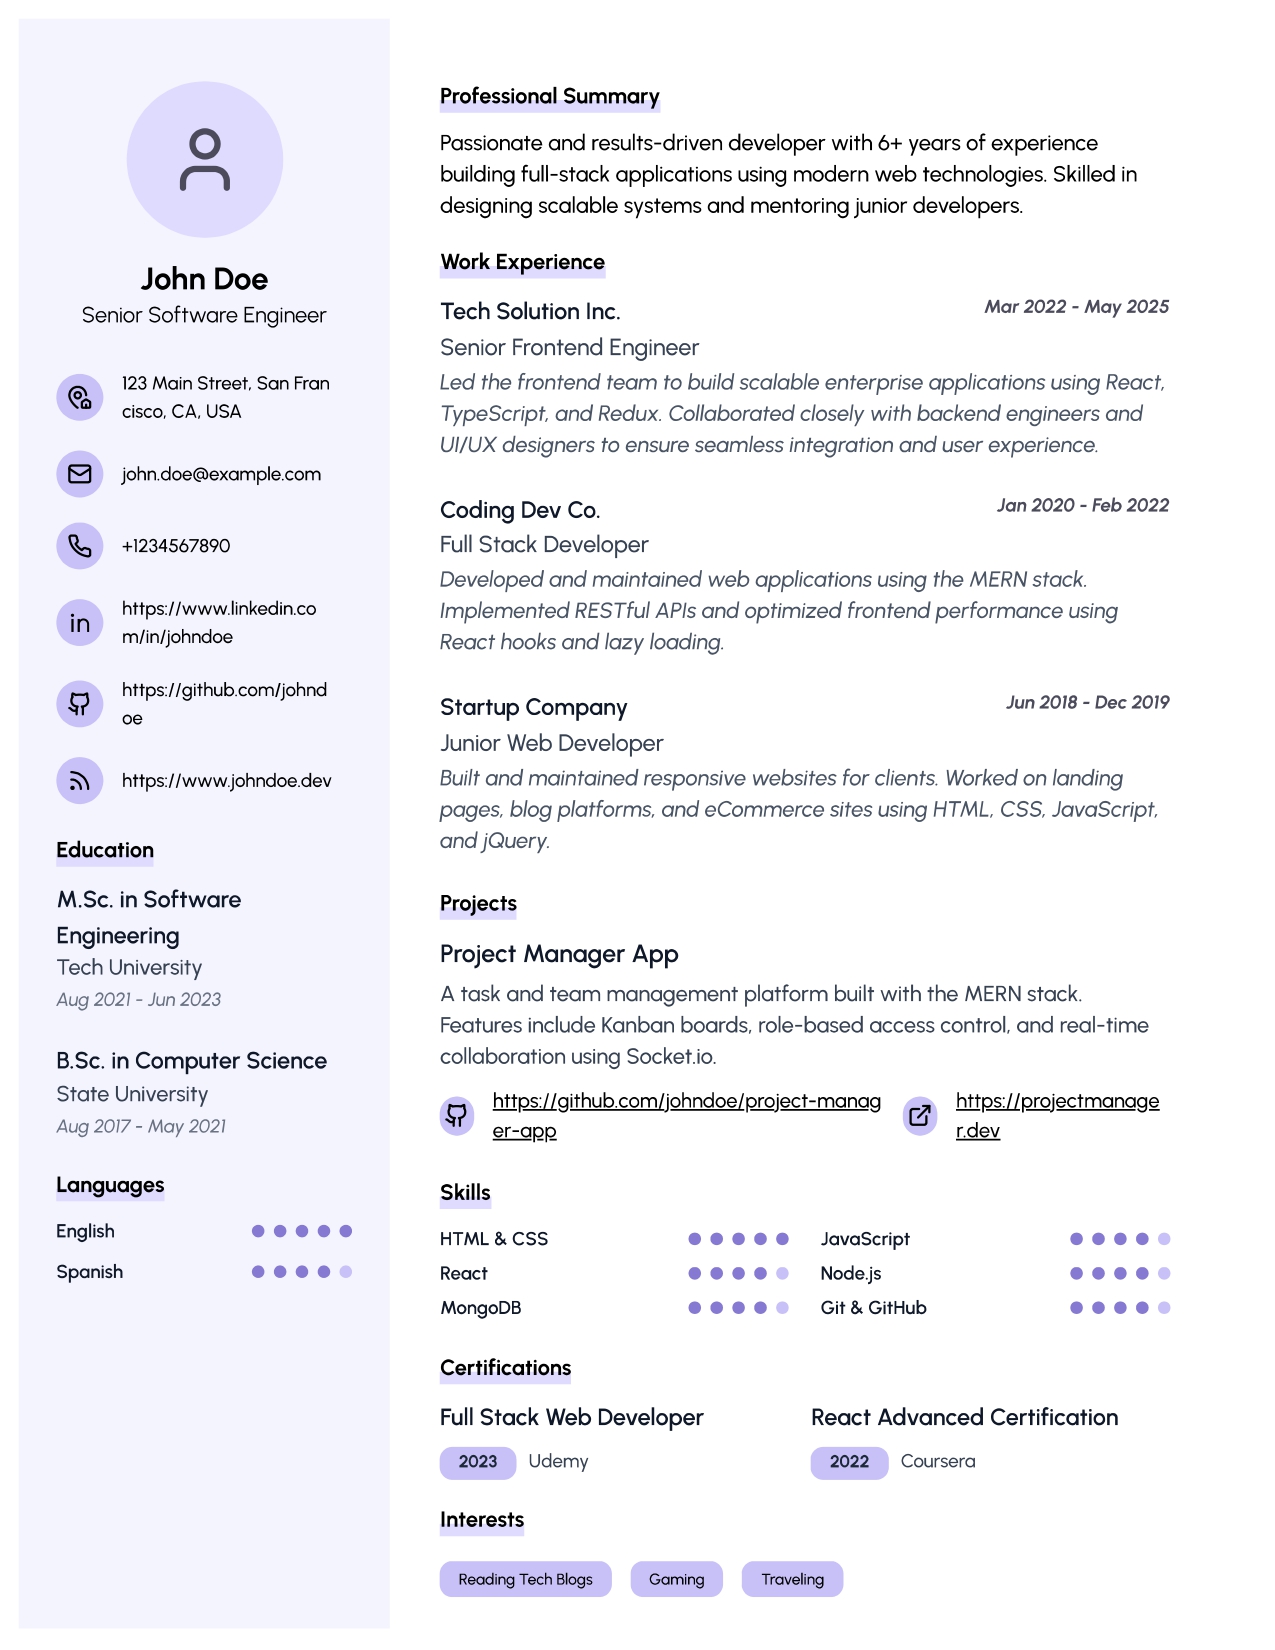 John Doe
Senior Software Engineer
123 Main Street, San Fran
cisco, CA, USA
john.doe@example.com
+1234567890
in
https://www.linkedin.co
m/in/johndoe
https://github.com/johnd
oe
https://www.johndoe.dev
Education
M.Sc. in Software
Engineering
Tech University
Aug 2021 - Jun 2023
B.Sc. in Computer Science
State University
Aug 2017 - May 2021
Languages
English
Spanish
Professional Summary
Passionate and results-driven developer with 6+ years of experience
building full-stack applications using modern web technologies. Skilled in
designing scalable systems and mentoring junior developers.
Work Experience
Tech Solution Inc. Mar 2022 - May 2025
Senior Frontend Engineer
Led the frontend team to build scalable enterprise applications using React,
TypeScript, and Redux. Collaborated closely with backend engineers and
UI/UX designers to ensure seamless integration and user experience.
Coding Dev Co. Jan 2020 - Feb 2022
Full Stack Developer
Developed and maintained web applications using the MERN stack.
Implemented RESTful APIs and optimized frontend performance using
React hooks and lazy loading.
Startup Company Jun 2018 - Dec 2019
Junior Web Developer
Built and maintained responsive websites for clients. Worked on landing
pages, blog platforms, and eCommerce sites using HTML, CSS, JavaScript,
and jQuery.
Projects
Project Manager App
A task and team management platform built with the MERN stack.
Features include Kanban boards, role-based access control, and real-time
collaboration using Socket.io.
https://github.com/johndoe/project-manag
er-app
https://projectmanage
r.dev
Skills
HTML & CSS JavaScript
React Node.js
MongoDB Git & GitHub
Certifications
Full Stack Web Developer React Advanced Certification
2023 Udemy 2022 Coursera
Interests
Reading Tech Blogs Gaming Traveling